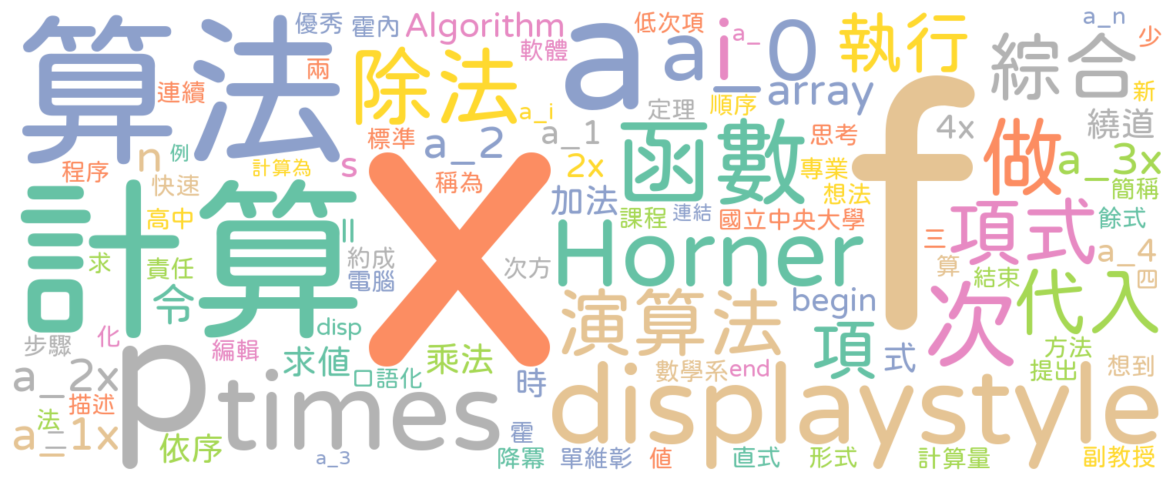 算法
計算
x
f
p
times
displaystyle
Horner
函數
演算法
除法
a
a_i
0
i_
a_
執行
綜合
做
次
項式
代入
項
優秀
霍內
Algorithm
軟體
低次項
a_n
少
連續
兩
a_i
定理
順序
array
新
標準
a_2
a_1
思考
4x
繞道
程序
n
例
計算為
s
稱為
2x
專業
想法
a_3x
簡稱
快速
高中
加法
課程
連結
國立中央大學
餘式
求
責任
ll
約成
電腦
次方
三
算
結束
a_4
四
令
disp
begin
方法
步驟
化
編輯
求值
口語化
乘法
時
式
數學系
end
提出
想到
a_2x
描述
法
二
a_1x
依序
a_3
霍
降冪
單維彰
值
直式
形式
計算量
副教授